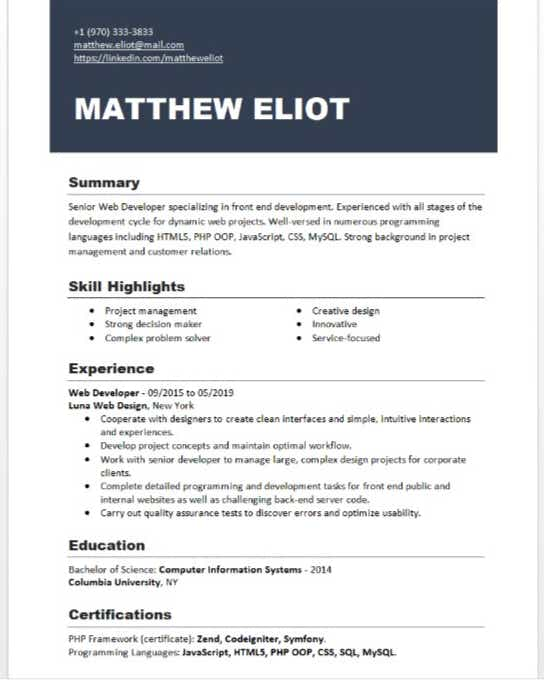 +1 (970) 333-3833
matthew.eliot@mail.com
https://linkedin.com/mattheweliot
MATTHEW ELIOT
Summary
Senior Web Developer specializing in front end development. Experienced with all stages of the
development cycle for dynamic web projects. Well-versed in numerous programming
languages including HTML5, PHP OOP, JavaScript, CSS, MySQL. Strong background in project
management and customer relations.
Skill Highlights
• Project management
• Strong decision maker
• Complex problem solver
• Creative design
• Innovative
• Service-focused
Experience
Web Developer - 09/2015 to 05/2019
Luna Web Design, New York
• Cooperate with designers to create clean interfaces and simple, intuitive interactions
and experiences.
• Develop project concepts and maintain optimal workflow.
• Work with senior developer to manage large, complex design projects for corporate
clients.
• Complete detailed programming and development tasks for front end public and
internal websites as well as challenging back-end server code.
• Carry out quality assurance tests to discover errors and optimize usability.
Education
Bachelor of Science: Computer Information Systems - 2014
Columbia University, NY
Certifications
PHP Framework (certificate): Zend, Codeigniter, Symfony.
Programming Languages: JavaScript, HTML5, PHP OOP, CSS, SQL, MySQL.